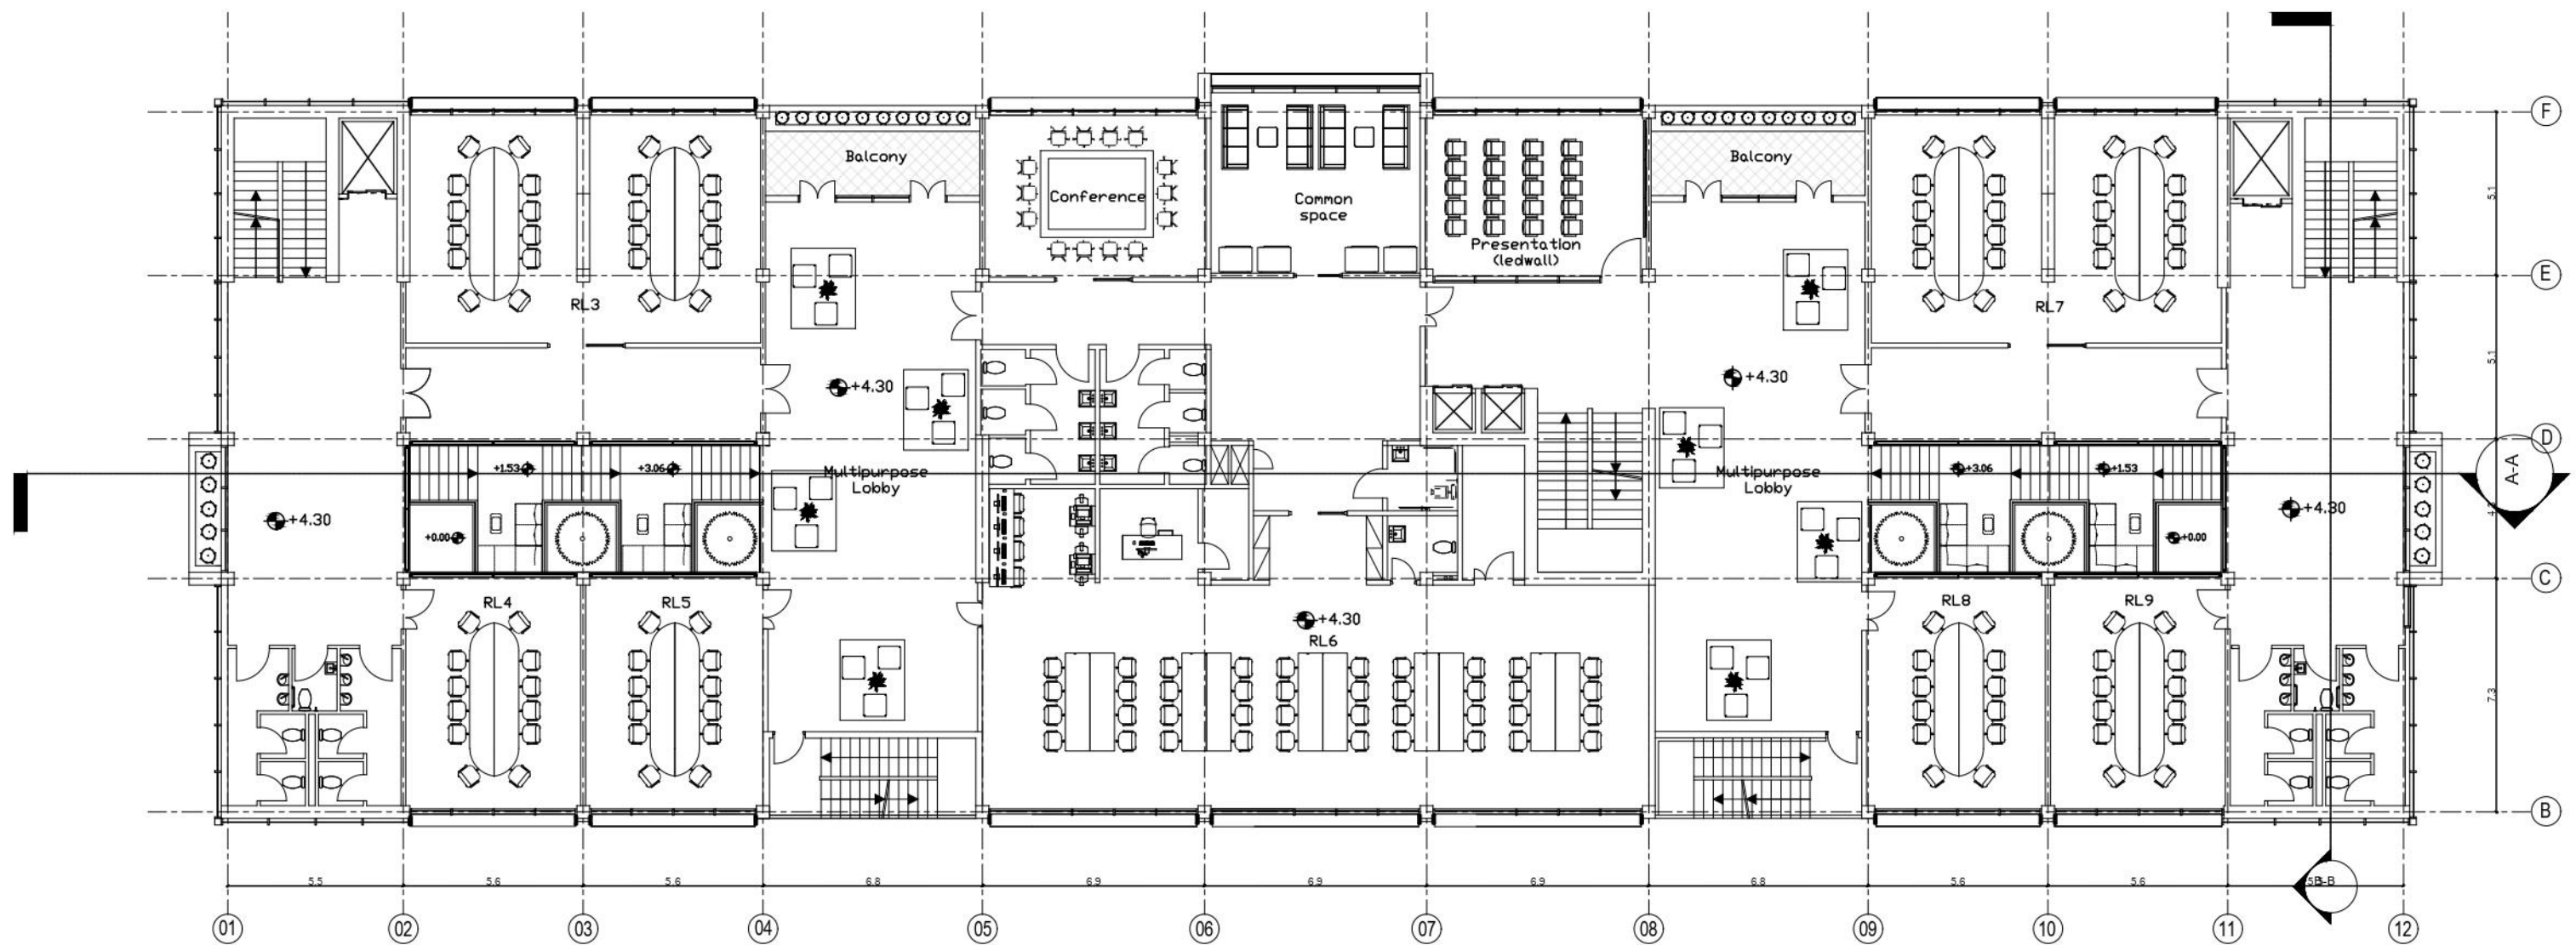 F
Balcony
Balcony
Conference
Common
space
5.1
Presentation
(ledwall)
E
RL3
RL7
5.1
+4.30
+4.30
D
+1.53
+3.06
Multipurpose
Lobby
Multipurpose
Lobby
+3.06
+1.53
A-A
+4.30
+4.30
+0.00
+0.00
C
RL4
RL5
+4.30
RL6
RL8
RL9
7.3
B
5.5
5.6
5.6
6.8
6.9
6.9
6.9
6.8
5.6
5.6
B-B
01
02
03
04
05
06
07
08
09
10
11
12